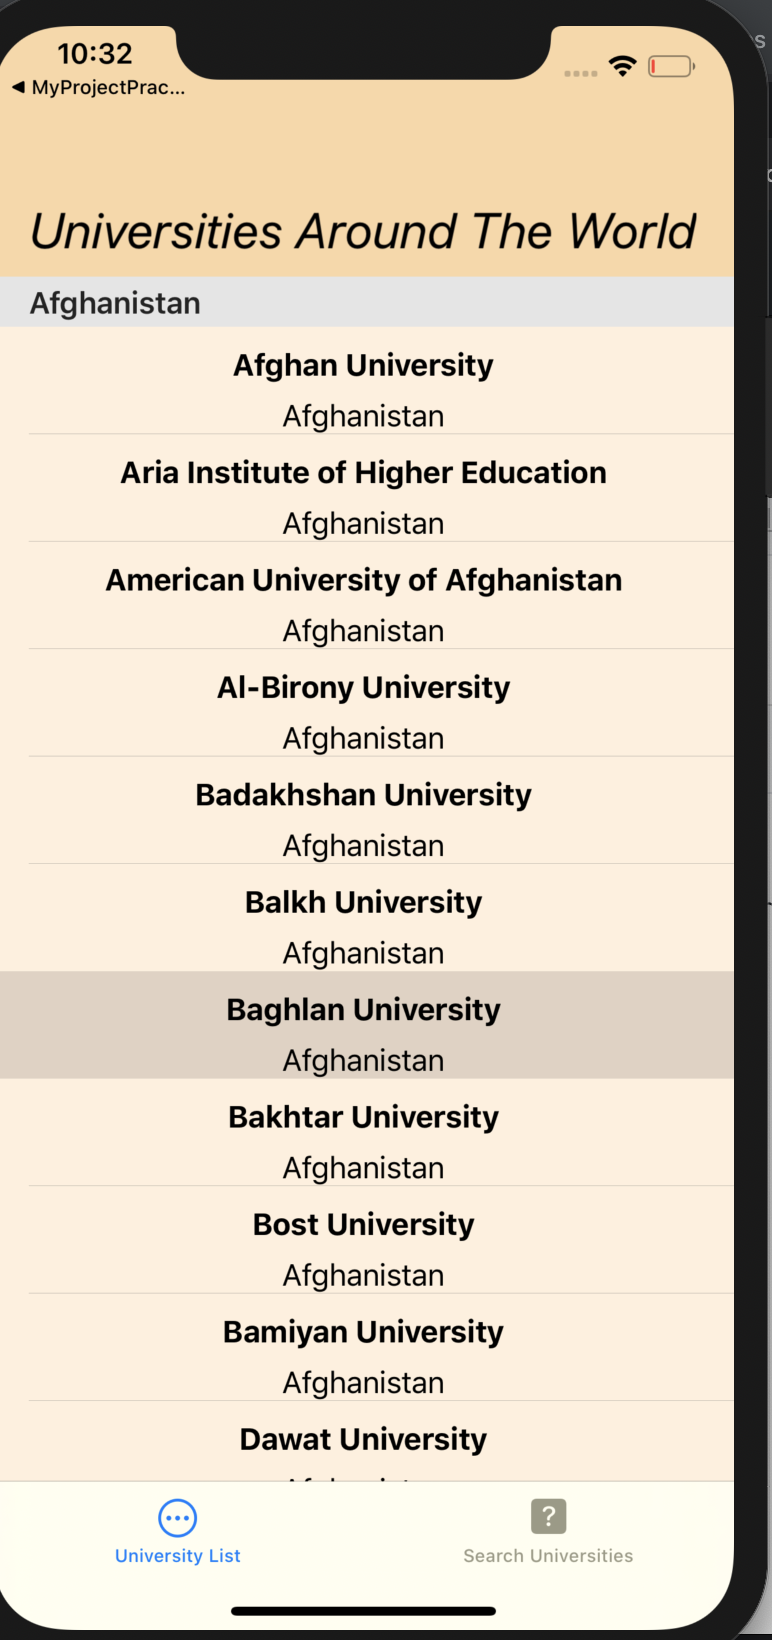 10:32
◀ MyProjectPrac...
Universities Around The World
Afghanistan
Afghan University
Afghanistan
Aria Institute of Higher Education
Afghanistan
American University of Afghanistan
Afghanistan
Al-Birony University
Afghanistan
Badakhshan University
Afghanistan
Balkh University
Afghanistan
Baghlan University
Afghanistan
Bakhtar University
Afghanistan
Bost University
Afghanistan
Bamiyan University
Afghanistan
Dawat University
?
University List
Search Universities